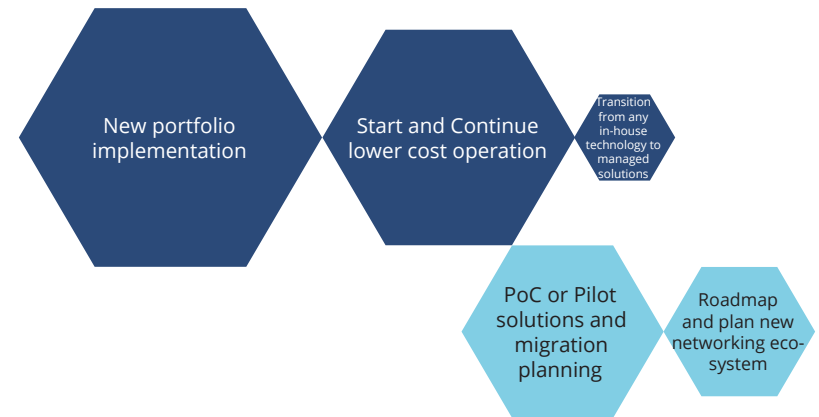 New portfolio
implementation
Start and Continue
lower cost operation
Transition
from any
in-house
technology to
managed
solutions
PoC or Pilot
solutions and
migration
planning
Roadmap
and plan new
networking eco-
system